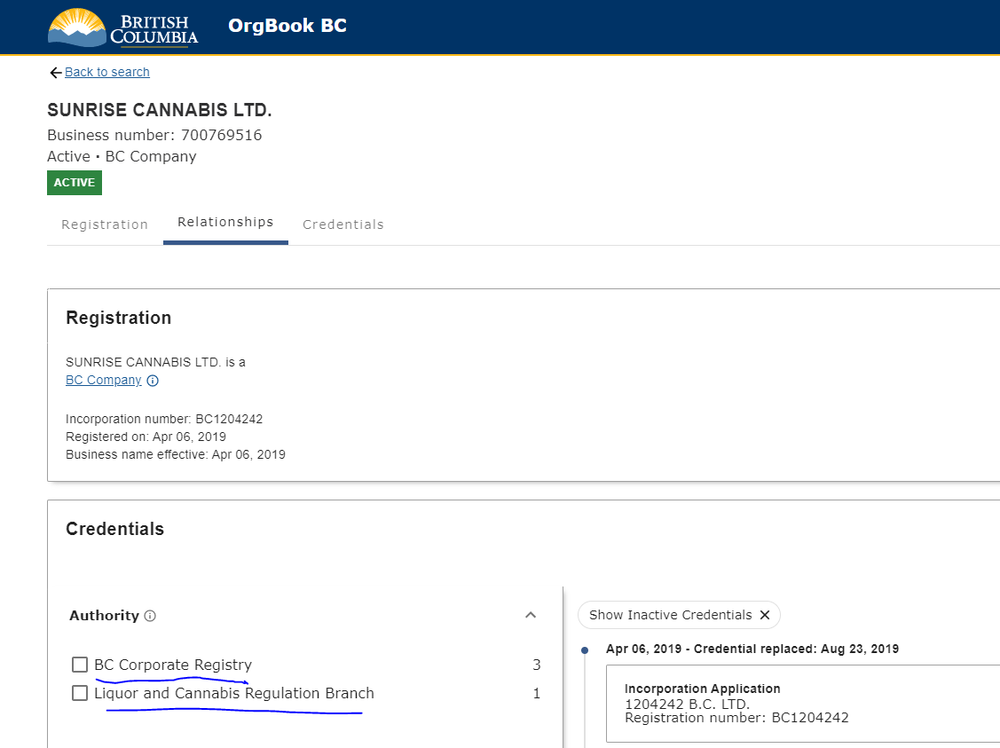 BRITISH
COLUMBIA
OrgBook BC
Back to search
SUNRISE CANNABIS LTD.
Business number: 700769516
Active • BC Company
ACTIVE
Registration Relationships Credentials
Registration
SUNRISE CANNABIS LTD. is a
BC Company
Incorporation number: BC1204242
Registered on: Apr 06, 2019
Business name effective: Apr 06, 2019
Credentials
Authority
BC Corporate Registry 3
Liquor and Cannabis Regulation Branch 1
Show Inactive Credentials
Apr 06, 2019 - Credential replaced: Aug 23, 2019
Incorporation Application
1204242 B.C. LTD.
Registration number: BC1204242